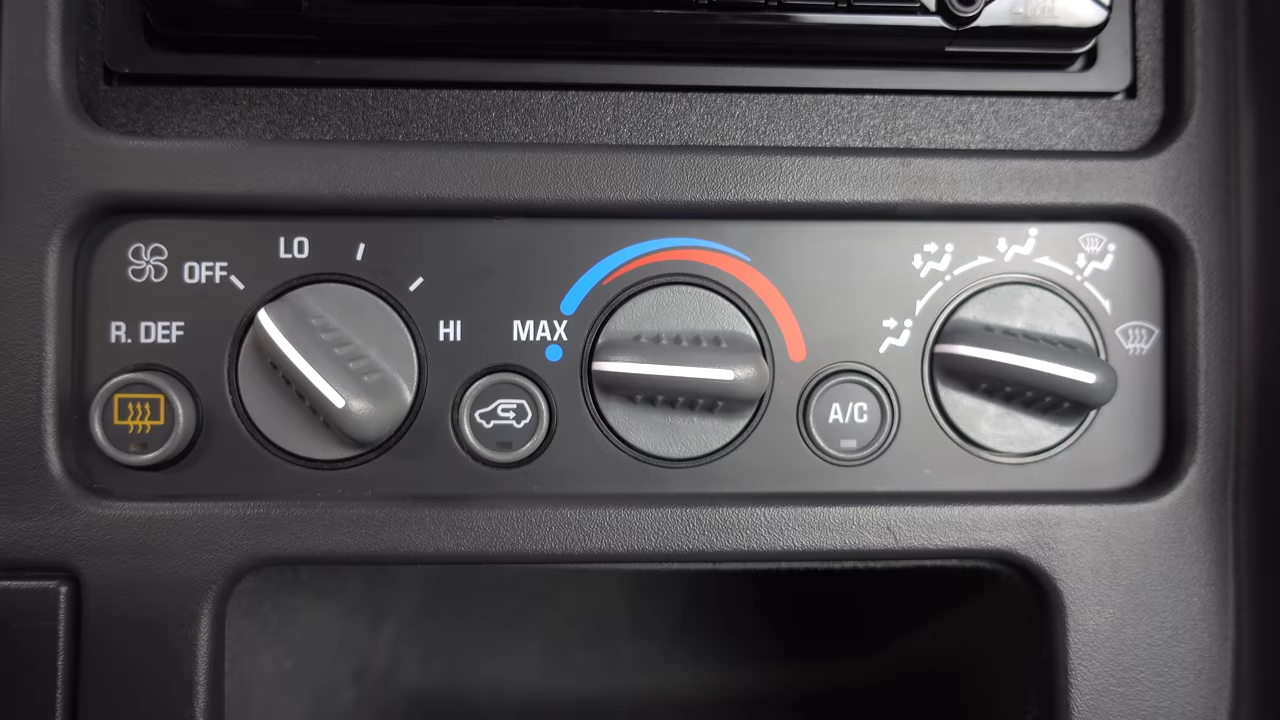 OFF
LO
HI
R. DEF
MAX
A/C